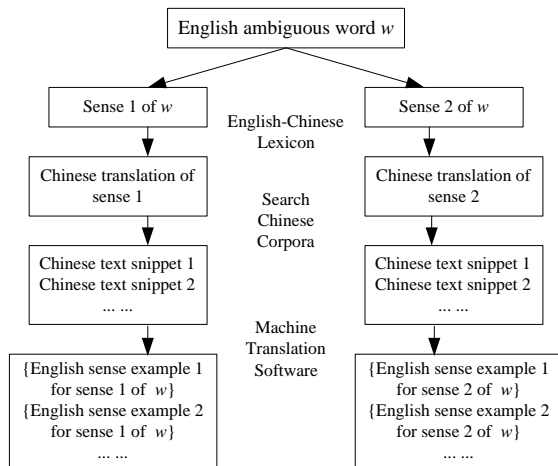 English ambiguous word w
Sense 1 of w
Sense 2 of w
English-Chinese
Lexicon
Chinese translation of
sense 1
Chinese translation of
sense 2
Search
Chinese
Corpora
Chinese text snippet 1
Chinese text snippet 2
... ...
Chinese text snippet 1
Chinese text snippet 2
... ...
Machine
Translation
Software
{English sense example 1
for sense 1 of w}
{English sense example 2
for sense 1 of w}
... ...
{English sense example 1
for sense 2 of w}
{English sense example 2
for sense 2 of w}
... ...